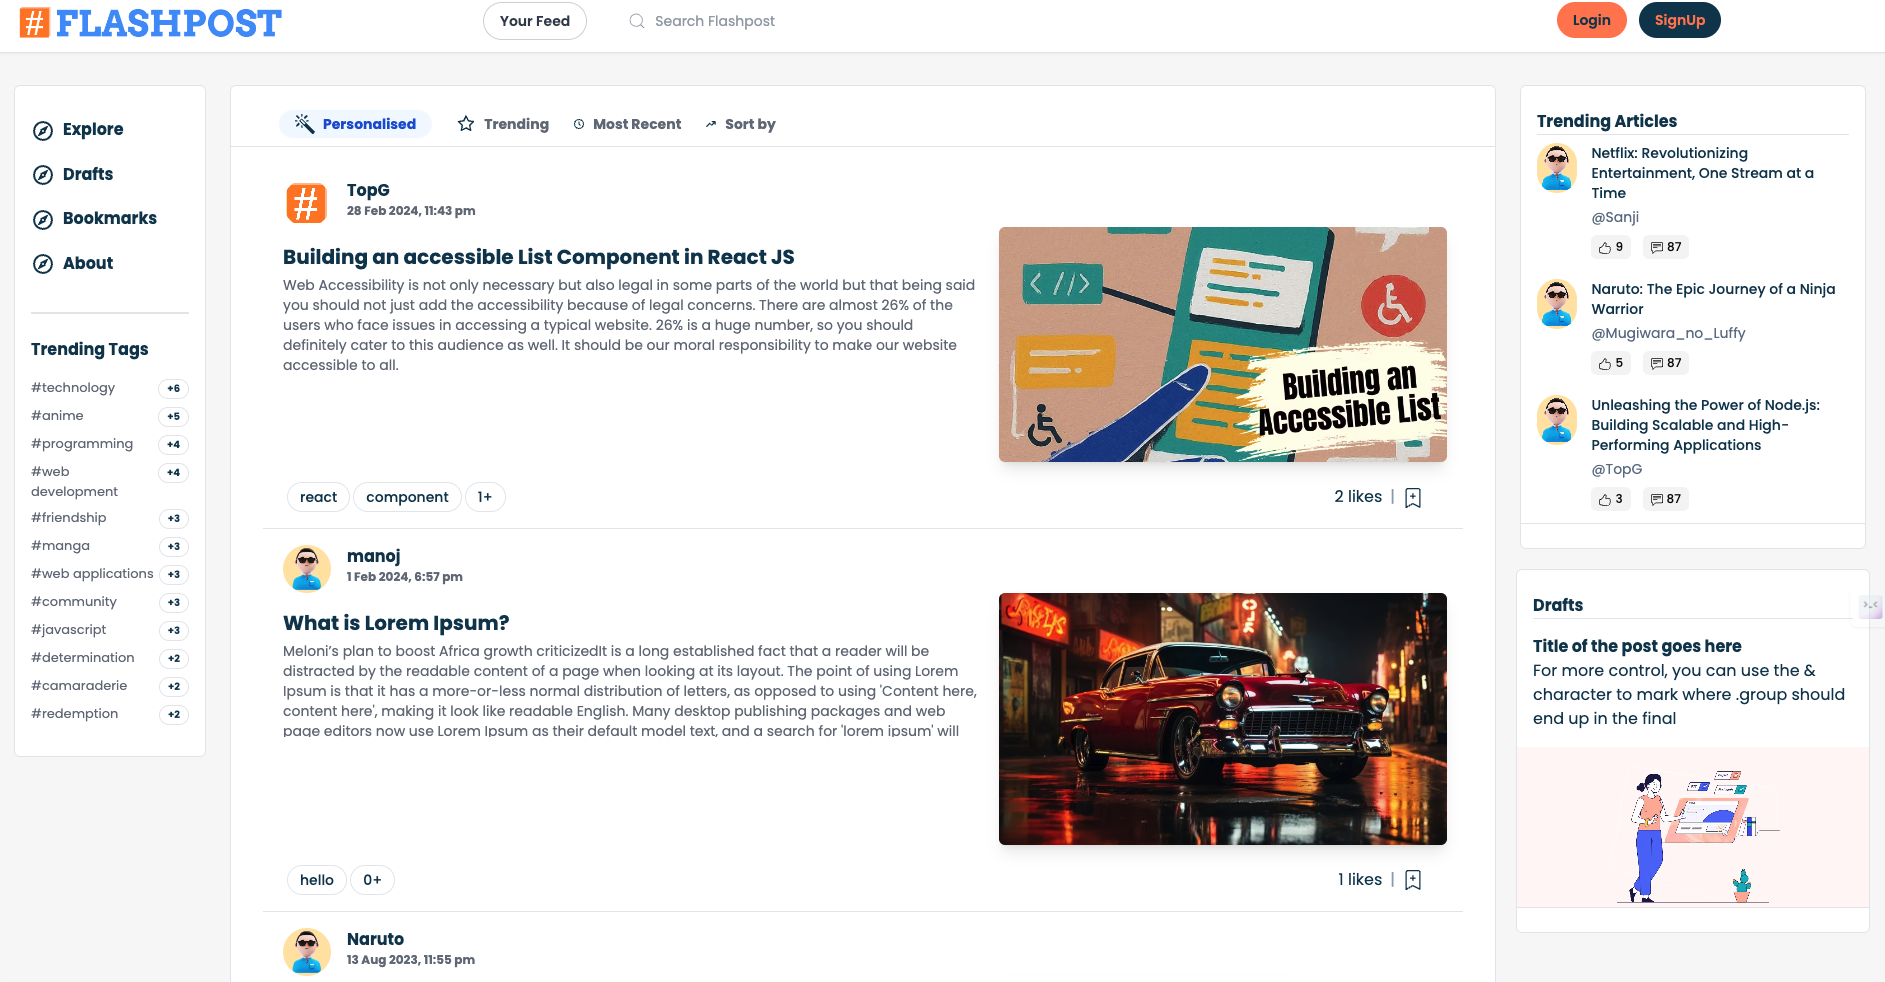 # FLASHPOST
Your Feed
Search Flashpost
Login
SignUp
Explore
Drafts
Bookmarks
About
Trending Tags
#technology +6
#anime +5
#programming +4
#web +4
development
#friendship +3
#manga +3
#web applications +3
#community +3
#javascript +3
#determination +2
#camaraderie +2
#redemption +2
Personalised
Trending
Most Recent
Sort by
#
TopG
28 Feb 2024, 11:43 pm
Building an accessible List Component in React JS
Web Accessibility is not only necessary but also legal in some parts of the world but that being said
you should not just add the accessibility because of legal concerns. There are almost 26% of the
users who face issues in accessing a typical website. 26% is a huge number, so you should
definitely cater to this audience as well. It should be our moral responsibility to make our website
accessible to all.
</>
Building an
Accessible List
react
component
1+
2 likes |
manoj
1 Feb 2024, 6:57 pm
What is Lorem Ipsum?
Meloni's plan to boost Africa growth criticizedIt is a long established fact that a reader will be
distracted by the readable content of a page when looking at its layout. The point of using Lorem
Ipsum is that it has a more-or-less normal distribution of letters, as opposed to using 'Content here,
content here', making it look like readable English. Many desktop publishing packages and web
page editors now use Lorem Ipsum as their default model text, and a search for 'lorem ipsum' will
hello
0+
1 likes |
Naruto
13 Aug 2023, 11:55 pm
Trending Articles
Netflix: Revolutionizing
Entertainment, One Stream at a
Time
@Sanji
9 87
Naruto: The Epic Journey of a Ninja
Warrior
@Mugiwara_no_Luffy
5 87
Unleashing the Power of Node.js:
Building Scalable and High-
Performing Applications
@TopG
3 87
Drafts
Title of the post goes here
For more control, you can use the &
character to mark where .group should
end up in the final